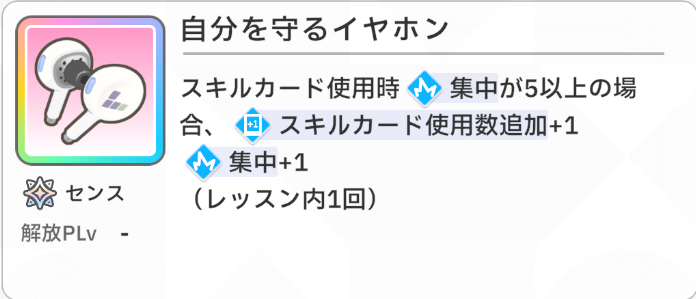 自分を守るイヤホン
スキルカード使用時 集中が5以上の場
合、 +1 スキルカード使用数追加+1
集中+1
（レッスン内1回）
センス
解放PLv -